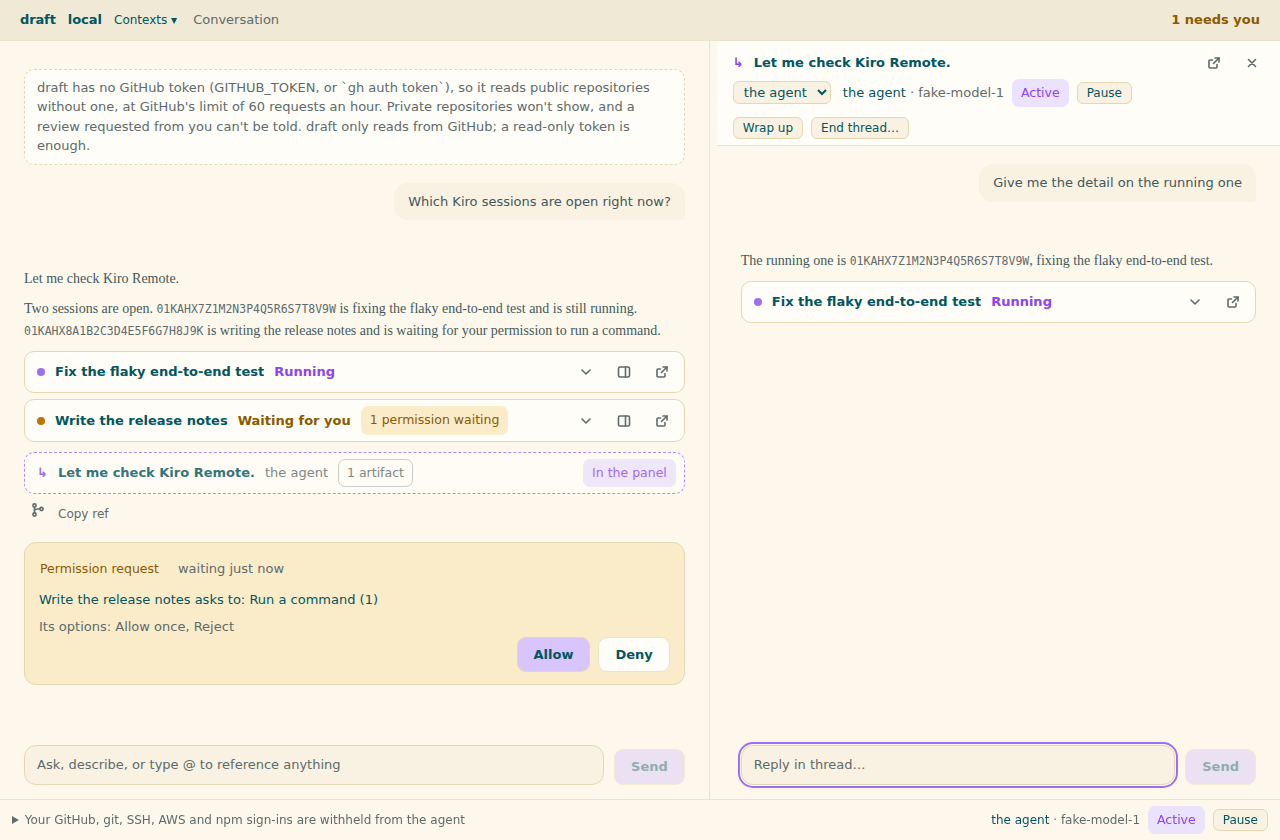 draft local Contexts ▾ Conversation 1 needs you
draft has no GitHub token (GITHUB_TOKEN, or `gh auth token`), so it reads public repositories
without one, at GitHub's limit of 60 requests an hour. Private repositories won't show, and a
review requested from you can't be told. draft only reads from GitHub; a read-only token is
enough.
Which Kiro sessions are open right now?
Let me check Kiro Remote.
Two sessions are open. 01KAHX7Z1M2N3P4Q5R6S7T8V9W is fixing the flaky end-to-end test and is still running.
01KAHX8A1B2C3D4E5F6G7H8J9K is writing the release notes and is waiting for your permission to run a command.
Fix the flaky end-to-end test Running
Write the release notes Waiting for you 1 permission waiting
↳ Let me check Kiro Remote. the agent 1 artifact In the panel
Copy ref
Permission request waiting just now
Write the release notes asks to: Run a command (1)
Its options: Allow once, Reject
Allow Deny
Ask, describe, or type @ to reference anything Send
↳ Let me check Kiro Remote.
the agent the agent · fake-model-1 Active Pause
Wrap up End thread…
Give me the detail on the running one
The running one is 01KAHX7Z1M2N3P4Q5R6S7T8V9W, fixing the flaky end-to-end test.
Fix the flaky end-to-end test Running
Reply in thread… Send
▶ Your GitHub, git, SSH, AWS and npm sign-ins are withheld from the agent
the agent · fake-model-1 Active Pause